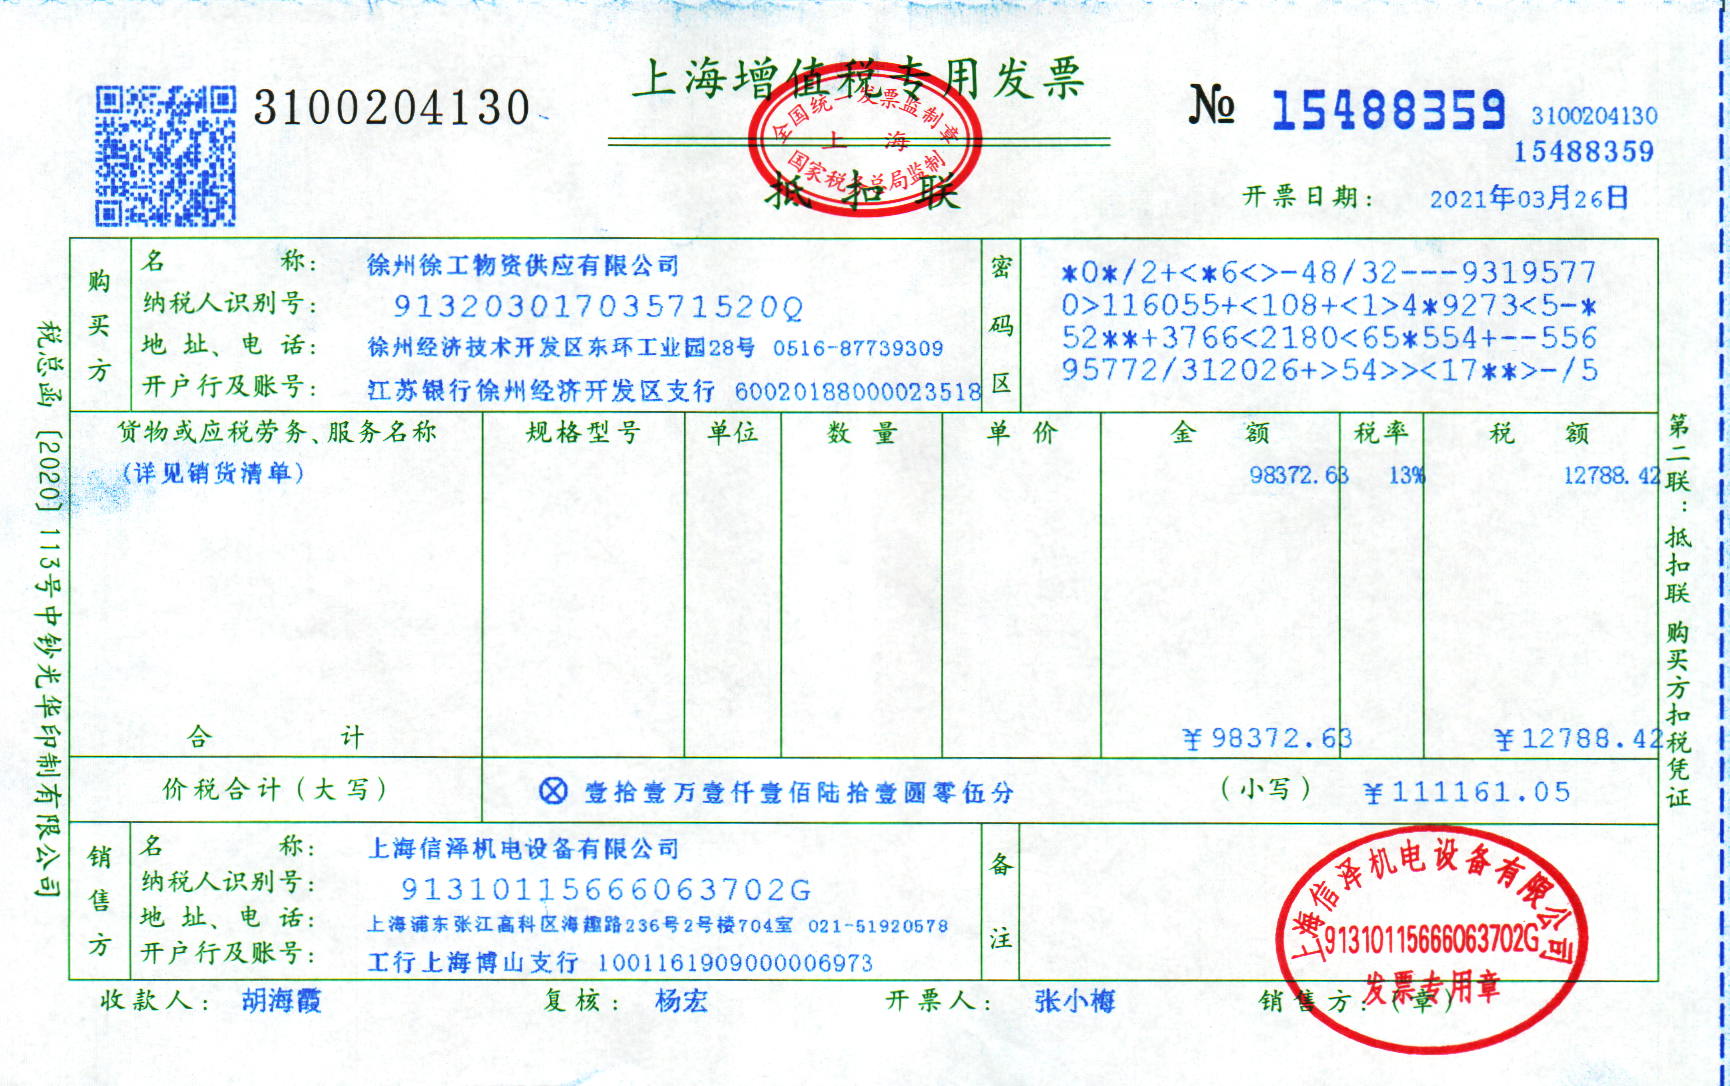 上海增值税专用发票
3100204130
№ 15488359
3100204130
15488359
全国统一发票监制章
上海
国家税务总局监制
抵扣联
开票日期: 2021年03月26日
购买方
名称: 徐州徐工物资供应有限公司
纳税人识别号: 91320301703571520Q
地址、电话: 徐州经济技术开发区东环工业园28号 0516-87739309
开户行及账号: 江苏银行徐州经济开发区支行 60020188000023518
密码区
*0*/2+<*6<>-48/32---9319577
0>116055+<108+<1>4*9273<5-*
52**+3766<2180<65*554+--556
95772/312026+>54>><17**>-/5
货物或应税劳务、服务名称 规格型号 单位 数量 单价 金额 税率 税额
(详见销货清单) 98372.63 13% 12788.42
合计 ¥98372.63 ¥12788.42
价税合计(大写) ⊗ 壹拾壹万壹仟壹佰陆拾壹圆零伍分 (小写) ¥111161.05
销售方
名称: 上海信泽机电设备有限公司
纳税人识别号: 91310115666063702G
地址、电话: 上海浦东张江高科区海趣路236号2号楼704室 021-51920578
开户行及账号: 工行上海博山支行 1001161909000006973
备注
上海信泽机电设备有限公司
91310115666063702G
发票专用章
收款人: 胡海霞 复核: 杨宏 开票人: 张小梅 销售方:(章)
税总函〔2020〕113号中钞光华印制有限公司
第二联:抵扣联 购买方扣税凭证